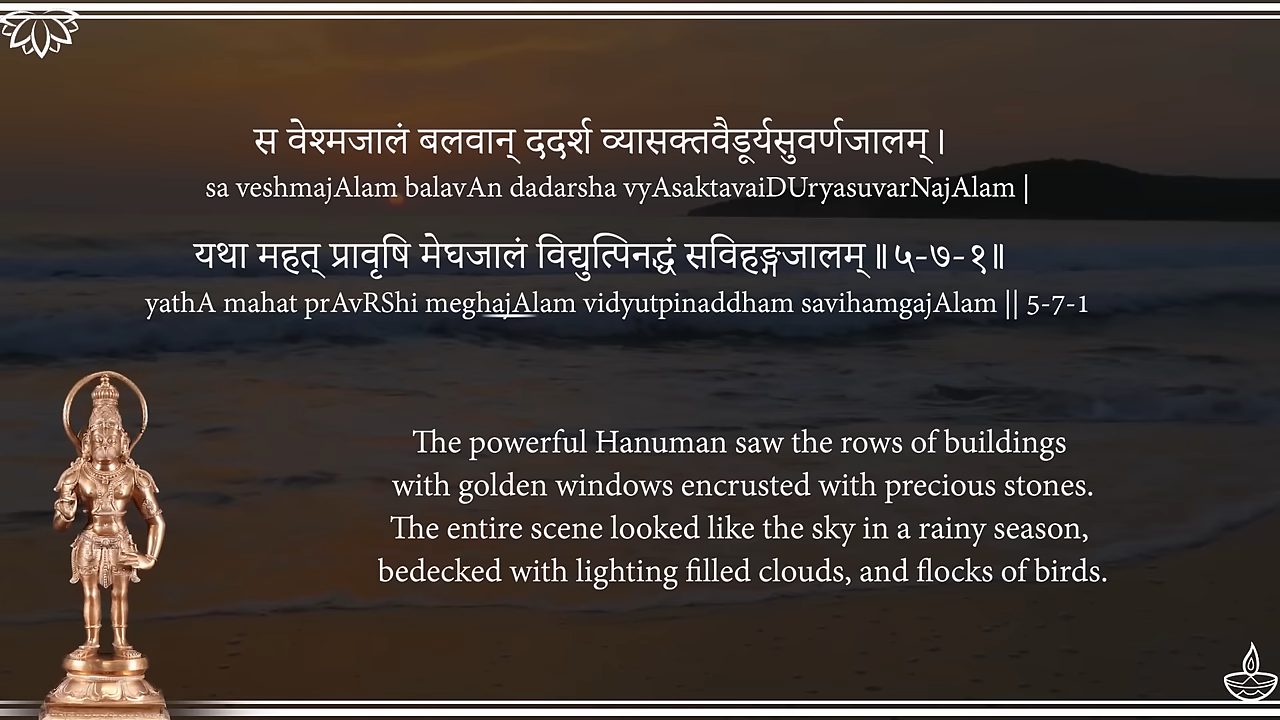 स वेश्मजालं बलवान् ददर्श व्यासक्तवैडूर्यसुवर्णजालम् ।
sa veshmajAlam balavAn dadarsha vyAsaktavaiDUryasuvarNajAlam |
यथा महत् प्रावृषि मेघजालं विद्युत्पिनद्धं सविहङ्गजालम् ॥ ५-७-१॥
yathA mahat prAvRShi meghajAlam vidyutpinaddham savihamgajAlam || 5-7-1
The powerful Hanuman saw the rows of buildings
with golden windows encrusted with precious stones.
The entire scene looked like the sky in a rainy season,
bedecked with lighting filled clouds, and flocks of birds.